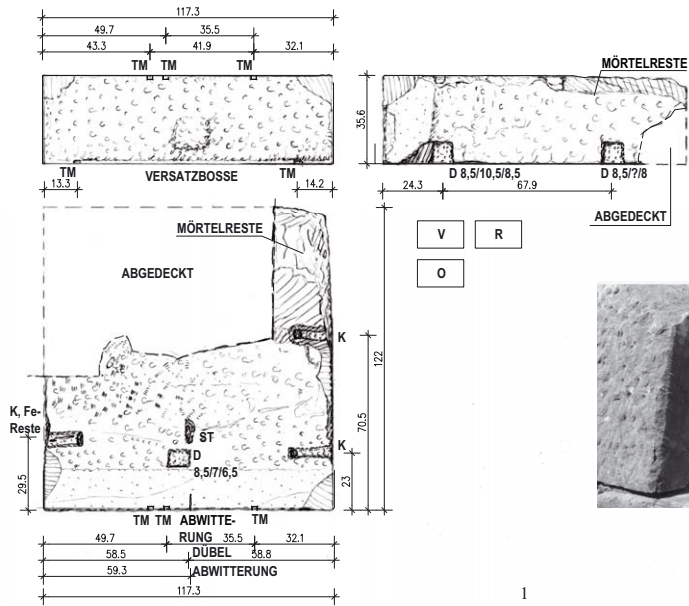 117.3
49.7 35.5
43.3 41.9 32.1
TM TM TM
MÖRTELRESTE
35.6
TM VERSATZBOSSE TM
D 8,5/10,5/8,5 D 8,5/?/8
13.3 14.2
24.3 67.9
ABGEDECKT
MÖRTELRESTE
V R
ABGEDECKT
O
K
122
70.5
K, Fe-
Reste
ST
K
D
8,5/7/6,5
29.5
23
TM TM ABWITTE-
RUNG TM
49.7 35.5 32.1
58.5 DÜBEL 58.8
59.3 ABWITTERUNG
117.3
1